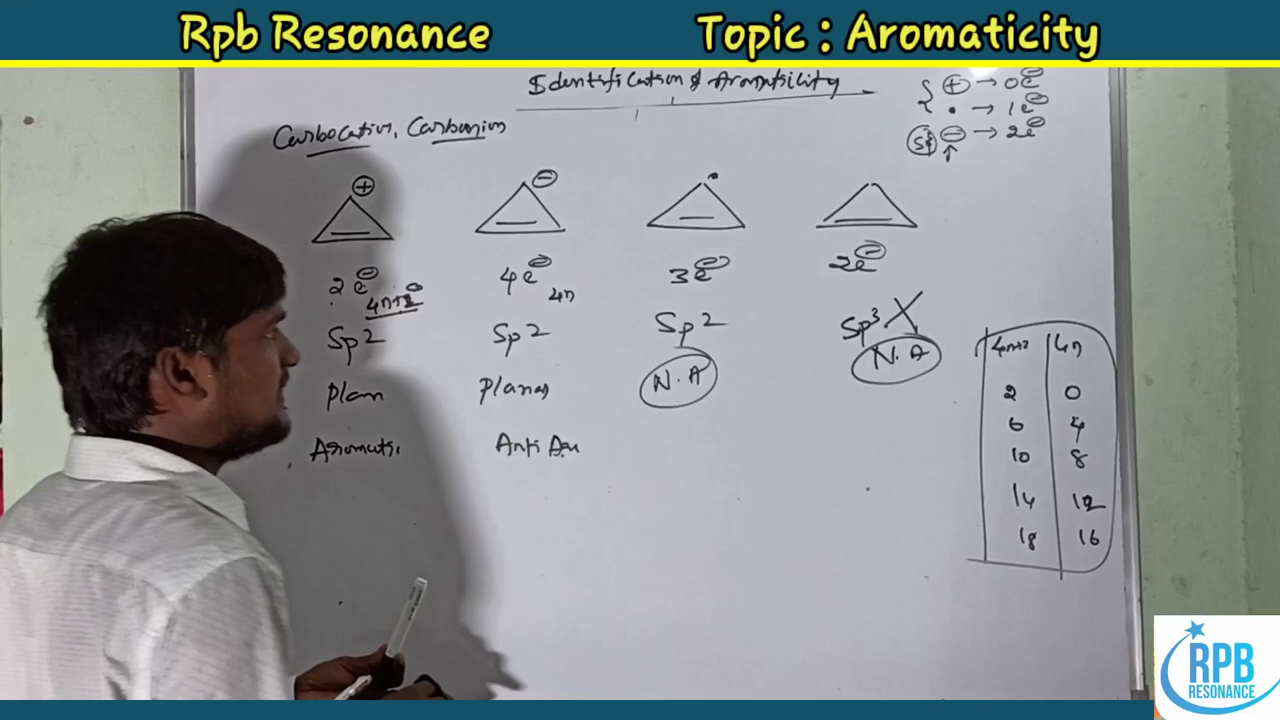 Rpb Resonance
Topic : Aromaticity
Identification of Aromaticity
⊕ → 0e⊖
• → 1e⊖
⊖ → 2e⊖
Carbocation, Carbanion
⊕ ⊖ •
2e⊖ 4e⊖ 3e⊖ 2e⊖
4n+2e⊖ 4n
Sp2 Sp2 Sp2 Sp3 X
Plan Planar N.A N.A
Aromatic Anti Aro
4n+2 4n
2 0
6 4
10 8
14 12
18 16
RPB
RESONANCE